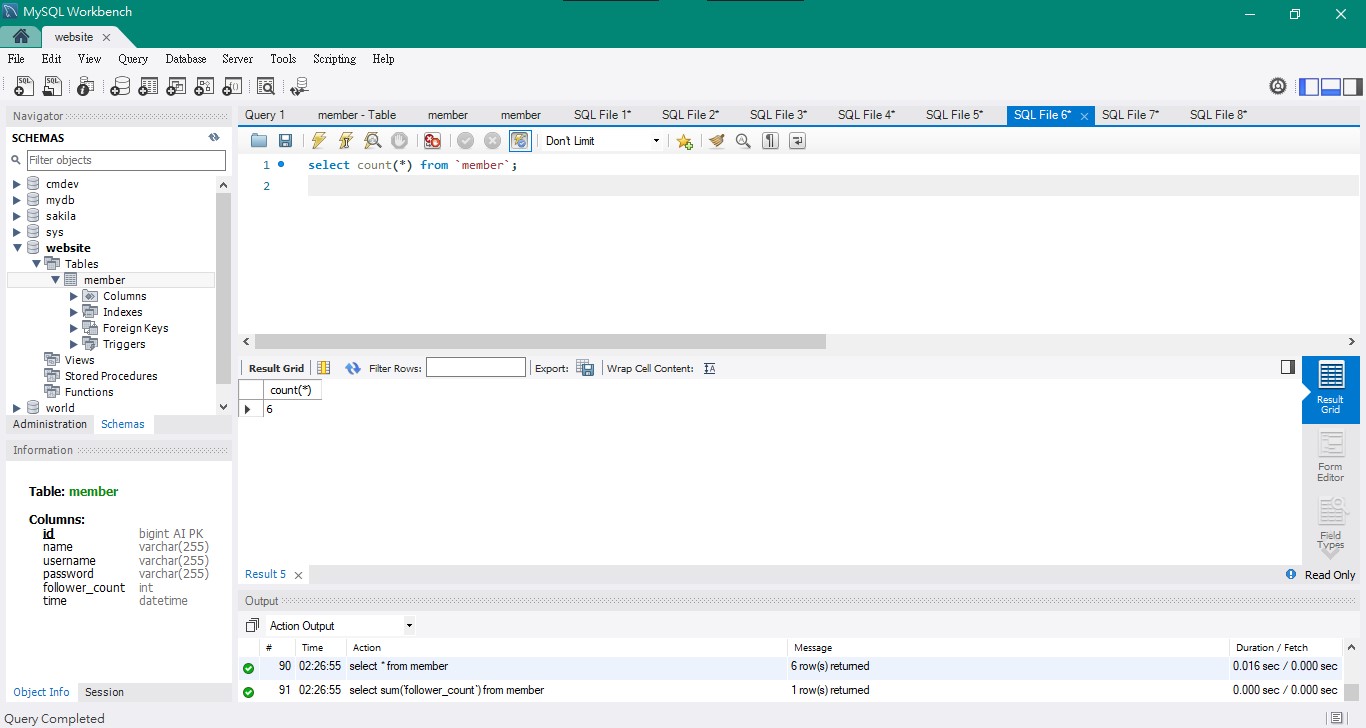 MySQL Workbench
website
File Edit View Query Database Server Tools Scripting Help
Navigator
SCHEMAS
Filter objects
cmdev
mydb
sakila
sys
website
Tables
member
Columns
Indexes
Foreign Keys
Triggers
Views
Stored Procedures
Functions
world
Administration Schemas
Information
Table: member
Columns:
id bigint AI PK
name varchar(255)
username varchar(255)
password varchar(255)
follower_count int
time datetime
Object Info Session
Query 1 member - Table member member SQL File 1* SQL File 2* SQL File 3* SQL File 4* SQL File 5* SQL File 6* SQL File 7* SQL File 8*
Don't Limit
1 select count(*) from `member`;
2
Result Grid Filter Rows: Export: Wrap Cell Content:
count(*)
6
Result Grid
Form Editor
Field Types
Result 5 Read Only
Output
Action Output
# Time Action Message Duration / Fetch
90 02:26:55 select * from member 6 row(s) returned 0.016 sec / 0.000 sec
91 02:26:55 select sum(`follower_count`) from member 1 row(s) returned 0.000 sec / 0.000 sec
Query Completed